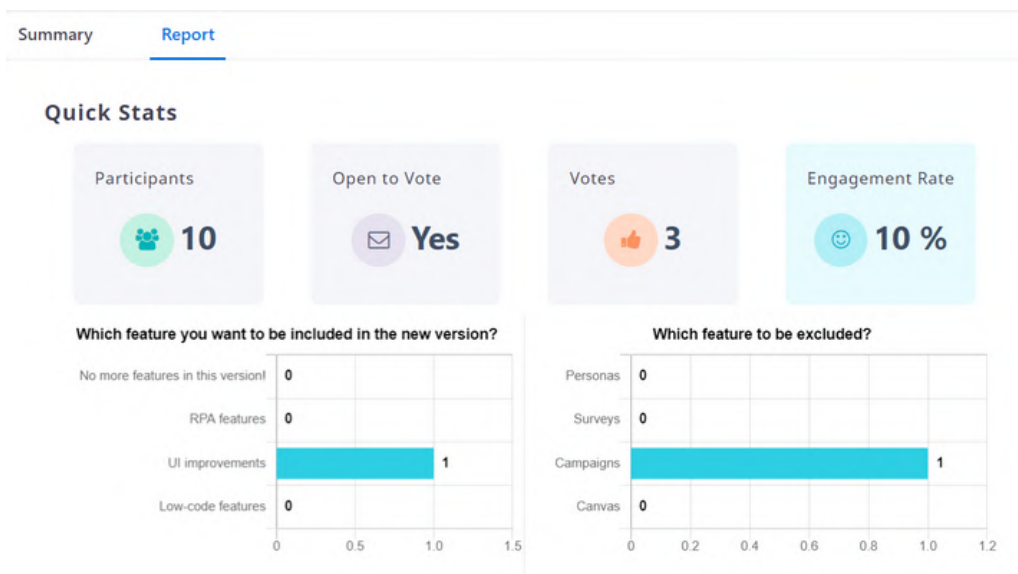 Summary Report
Quick Stats
Participants
10
Open to Vote
Yes
Votes
3
Engagement Rate
10 %
Which feature you want to be included in the new version?
No more features in this version! 0
RPA features 0
UI improvements 1
Low-code features 0
0 0.5 1.0 1.5
Which feature to be excluded?
Personas 0
Surveys 0
Campaigns 1
Canvas 0
0 0.2 0.4 0.6 0.8 1.0 1.2